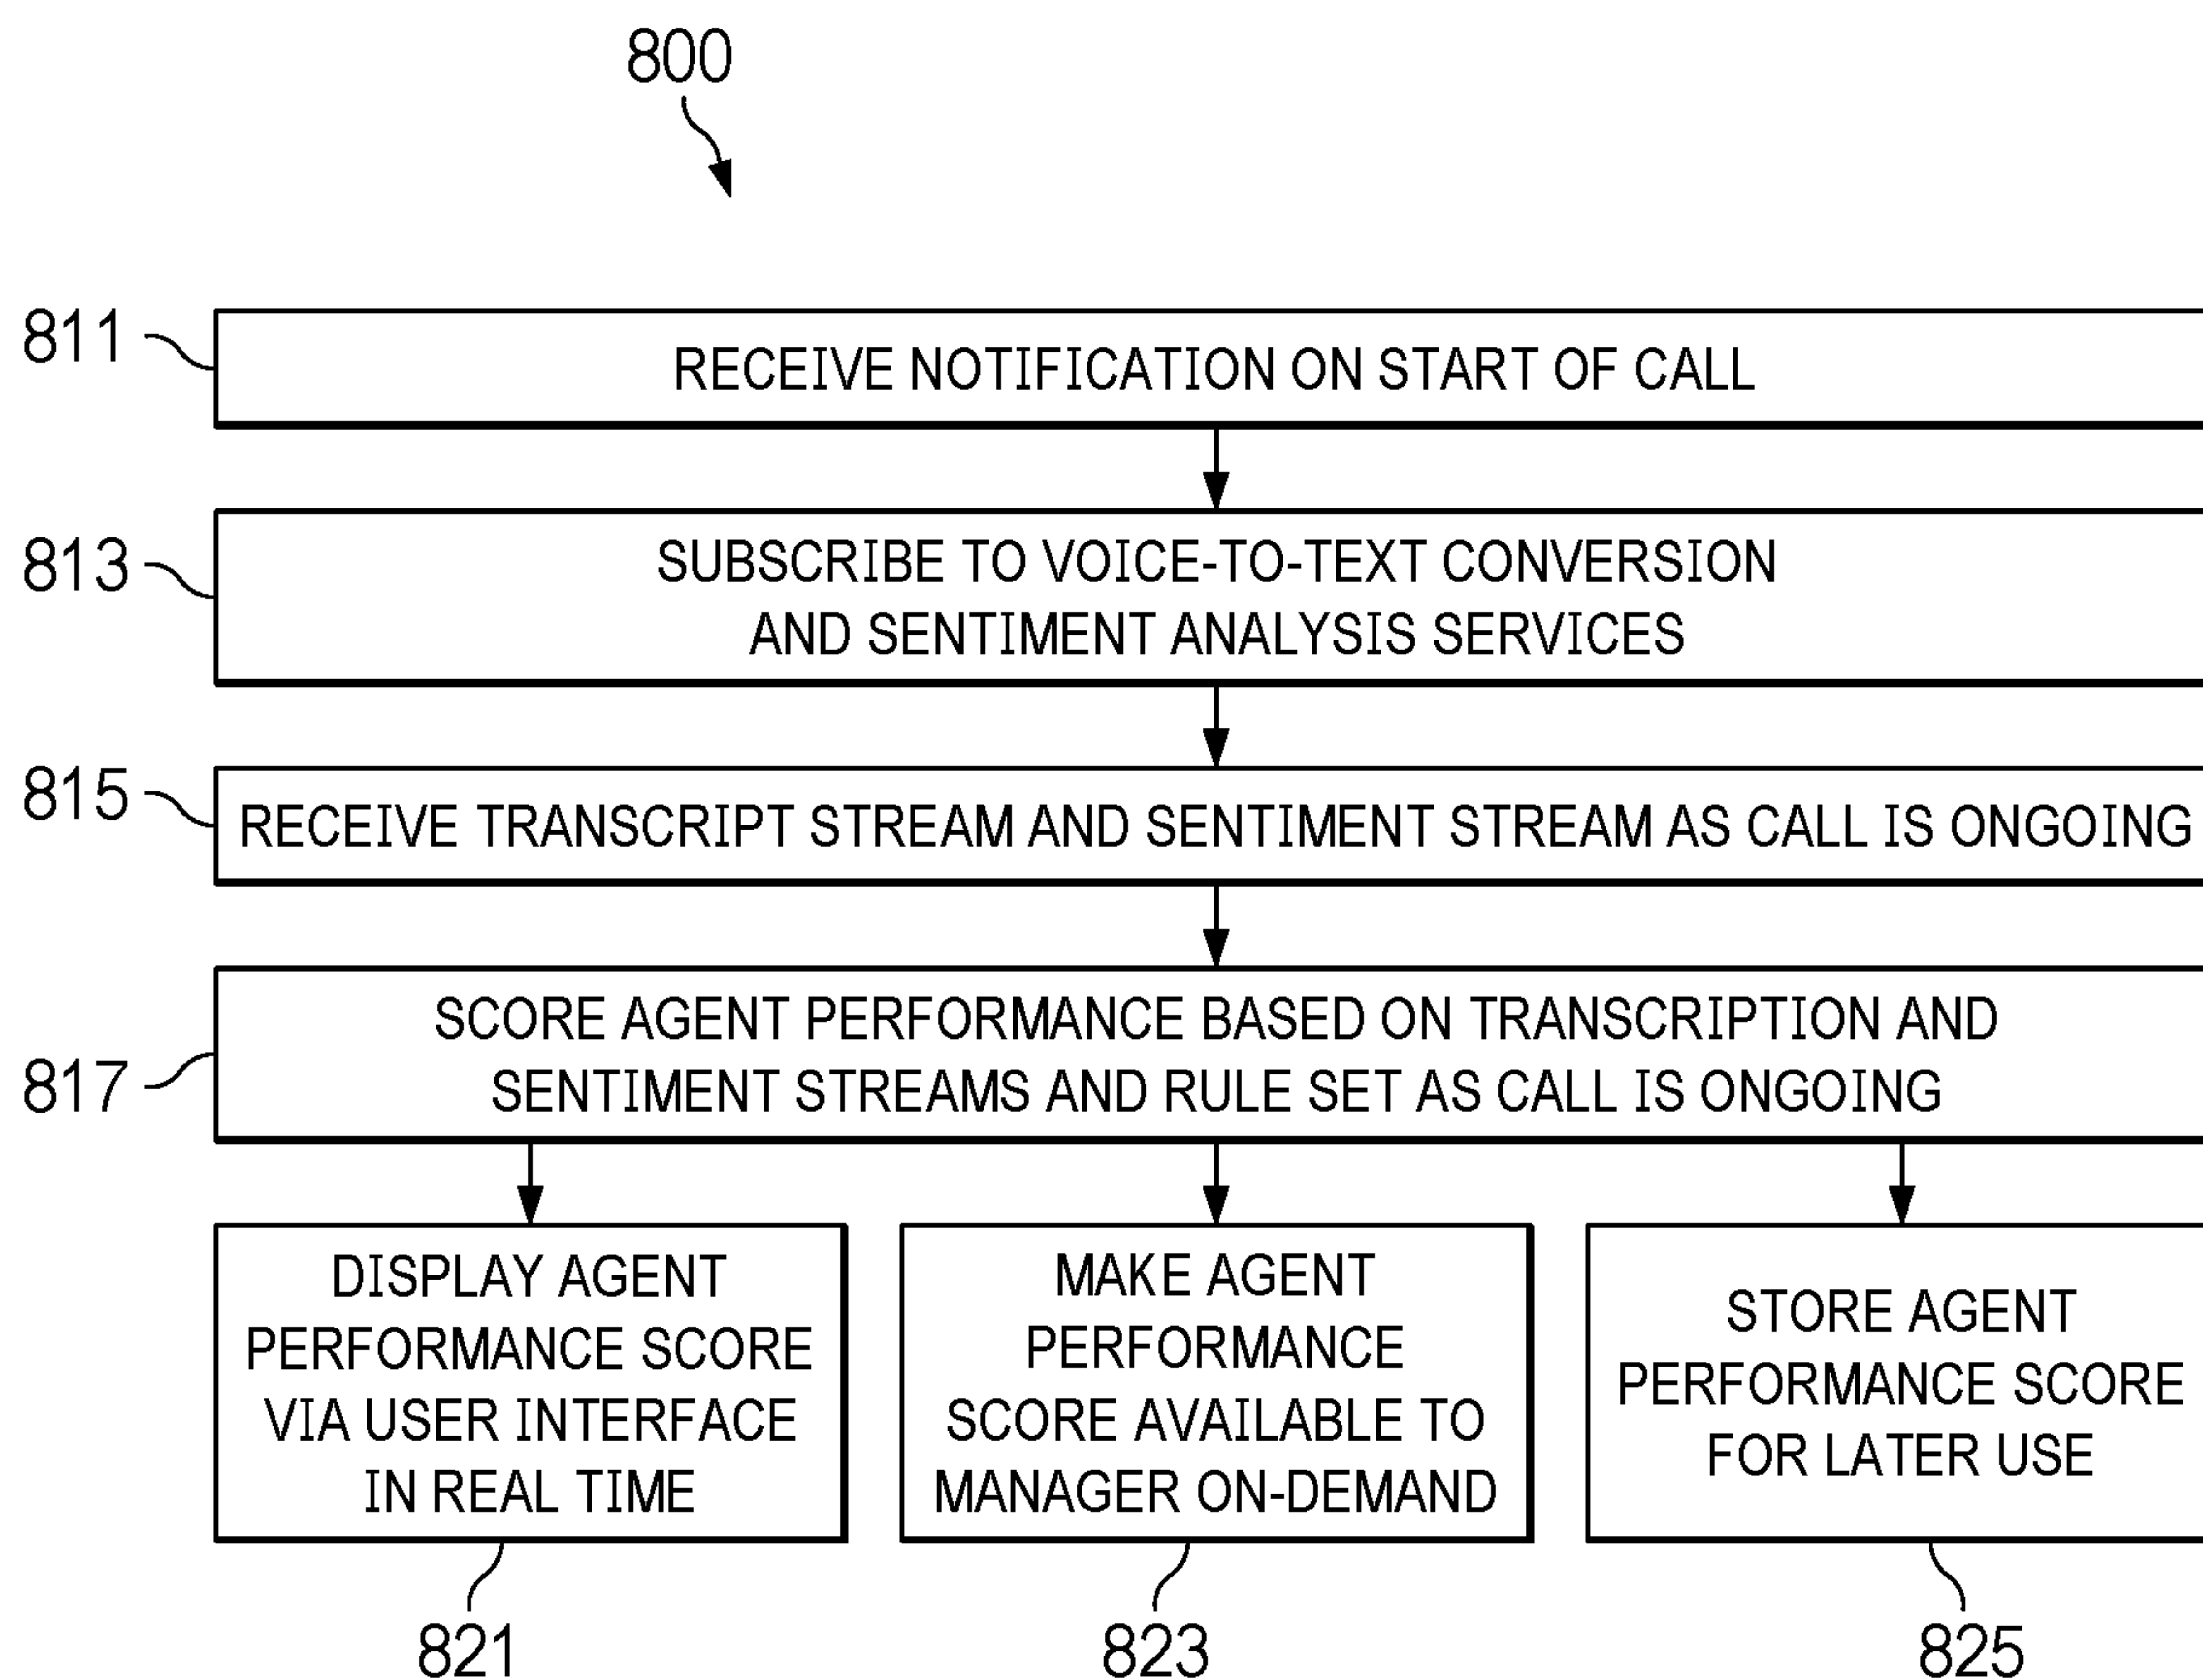 800
811
RECEIVE NOTIFICATION ON START OF CALL
813
SUBSCRIBE TO VOICE-TO-TEXT CONVERSION
AND SENTIMENT ANALYSIS SERVICES
815
RECEIVE TRANSCRIPT STREAM AND SENTIMENT STREAM AS CALL IS ONGOING
817
SCORE AGENT PERFORMANCE BASED ON TRANSCRIPTION AND
SENTIMENT STREAMS AND RULE SET AS CALL IS ONGOING
DISPLAY AGENT
PERFORMANCE SCORE
VIA USER INTERFACE
IN REAL TIME
MAKE AGENT
PERFORMANCE
SCORE AVAILABLE TO
MANAGER ON-DEMAND
STORE AGENT
PERFORMANCE SCORE
FOR LATER USE
821
823
825